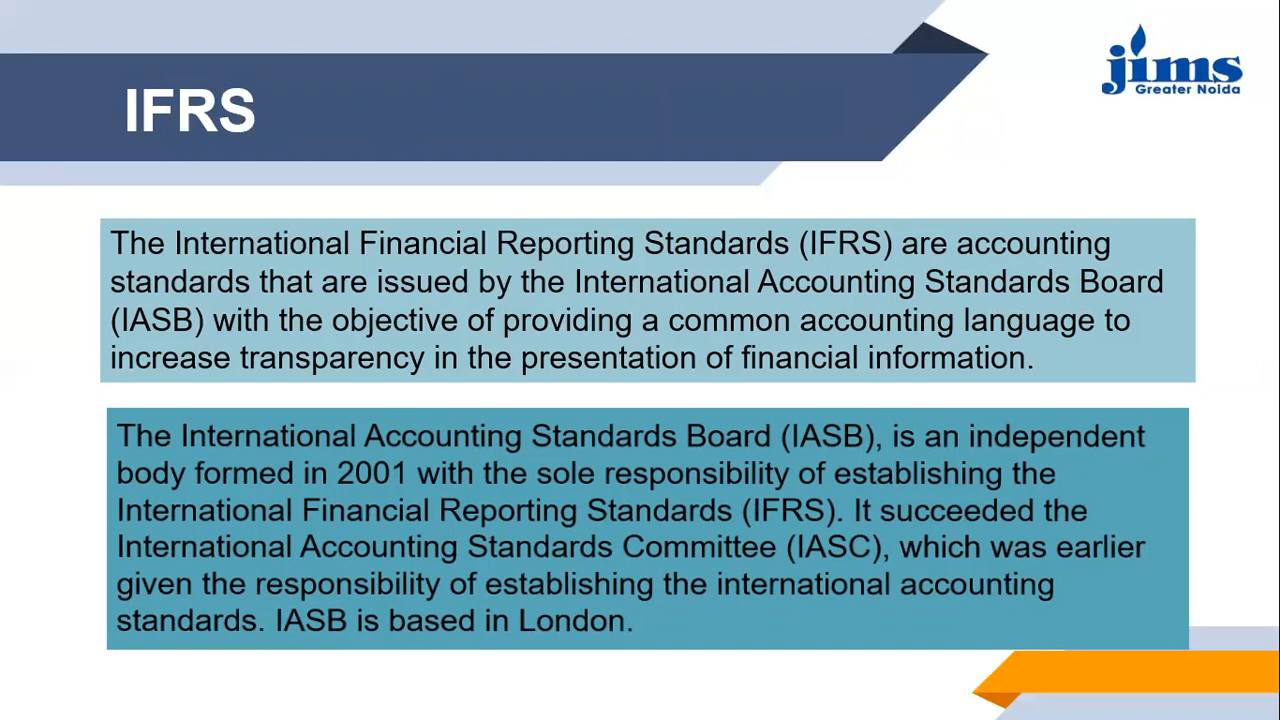 jims
Greater Noida
IFRS
The International Financial Reporting Standards (IFRS) are accounting
standards that are issued by the International Accounting Standards Board
(IASB) with the objective of providing a common accounting language to
increase transparency in the presentation of financial information.
The International Accounting Standards Board (IASB), is an independent
body formed in 2001 with the sole responsibility of establishing the
International Financial Reporting Standards (IFRS). It succeeded the
International Accounting Standards Committee (IASC), which was earlier
given the responsibility of establishing the international accounting
standards. IASB is based in London.